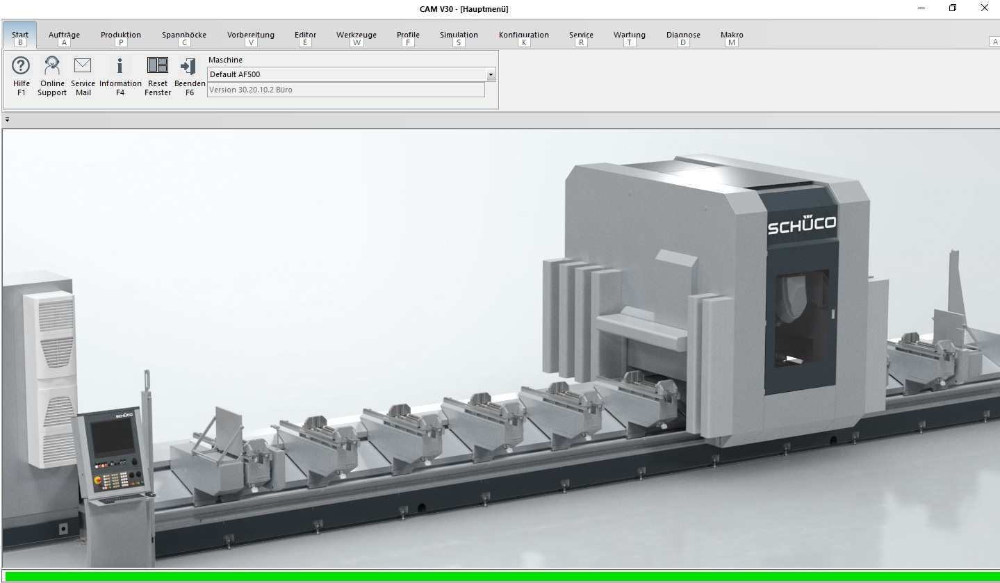 CAM V30 - [Hauptmenü]
Start Aufträge Produktion Spannböcke Vorbereitung Editor Werkzeuge Profile Simulation Konfiguration Service Wartung Diagnose Makro
B A P C V E W F S K R T D M A
Maschine
Default AF500
Version 30.20.10.2 Büro
Hilfe Online Service Information Reset Beenden
F1 Support Mail F4 Fenster F6
SCHÜCO
SCHÜCO